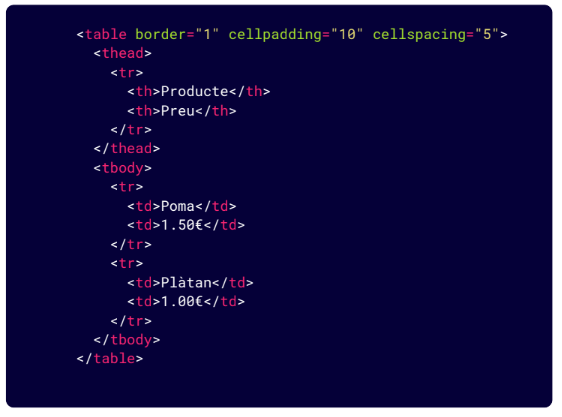 <table border="1" cellpadding="10" cellspacing="5">
<thead>
<tr>
<th>Producte</th>
<th>Preu</th>
</tr>
</thead>
<tbody>
<tr>
<td>Poma</td>
<td>1.50€</td>
</tr>
<tr>
<td>Plàtan</td>
<td>1.00€</td>
</tr>
</tbody>
</table>